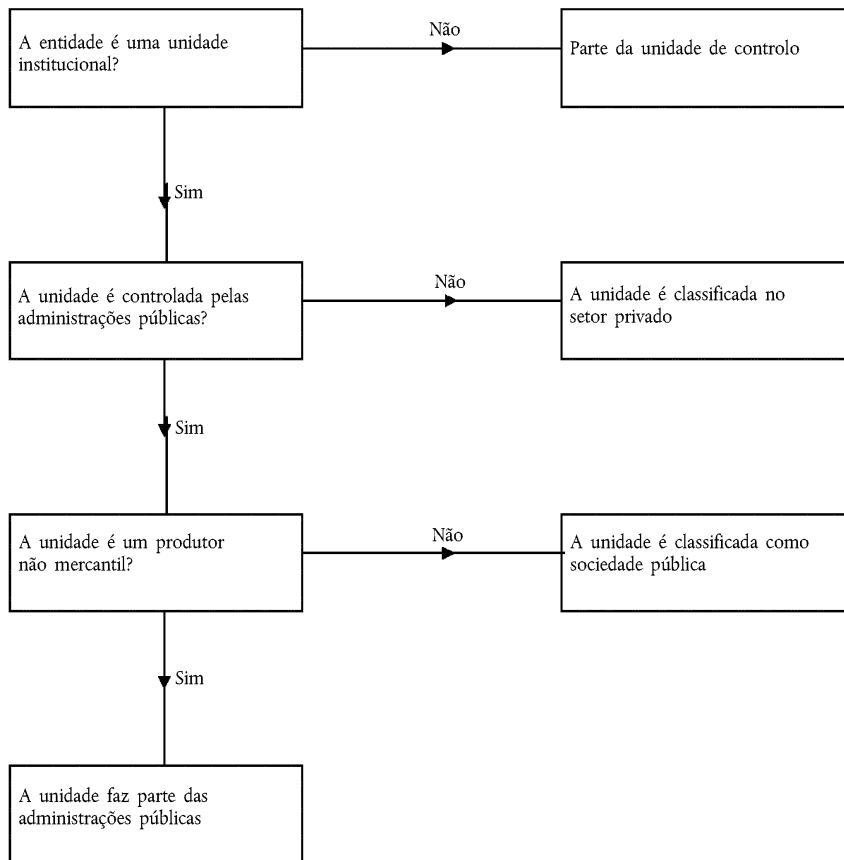 A entidade é uma unidade
institucional?
Não
Parte da unidade de controlo
Sim
A unidade é controlada pelas
administrações públicas?
Não
A unidade é classificada no
setor privado
Sim
A unidade é um produtor
não mercantil?
Não
A unidade é classificada como
sociedade pública
Sim
A unidade faz parte das
administrações públicas